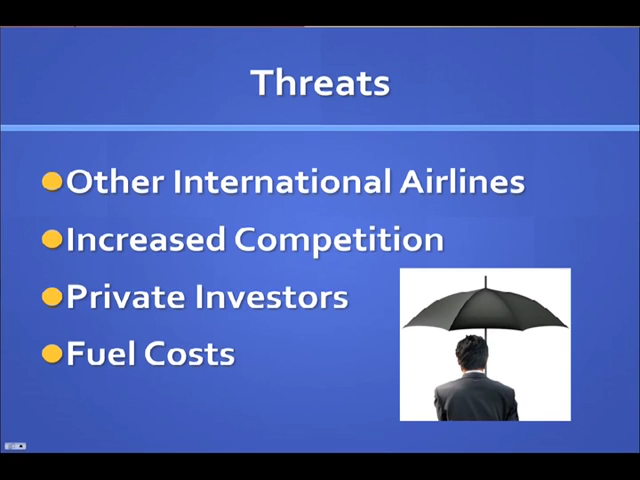 Threats
Other International Airlines
Increased Competition
Private Investors
Fuel Costs